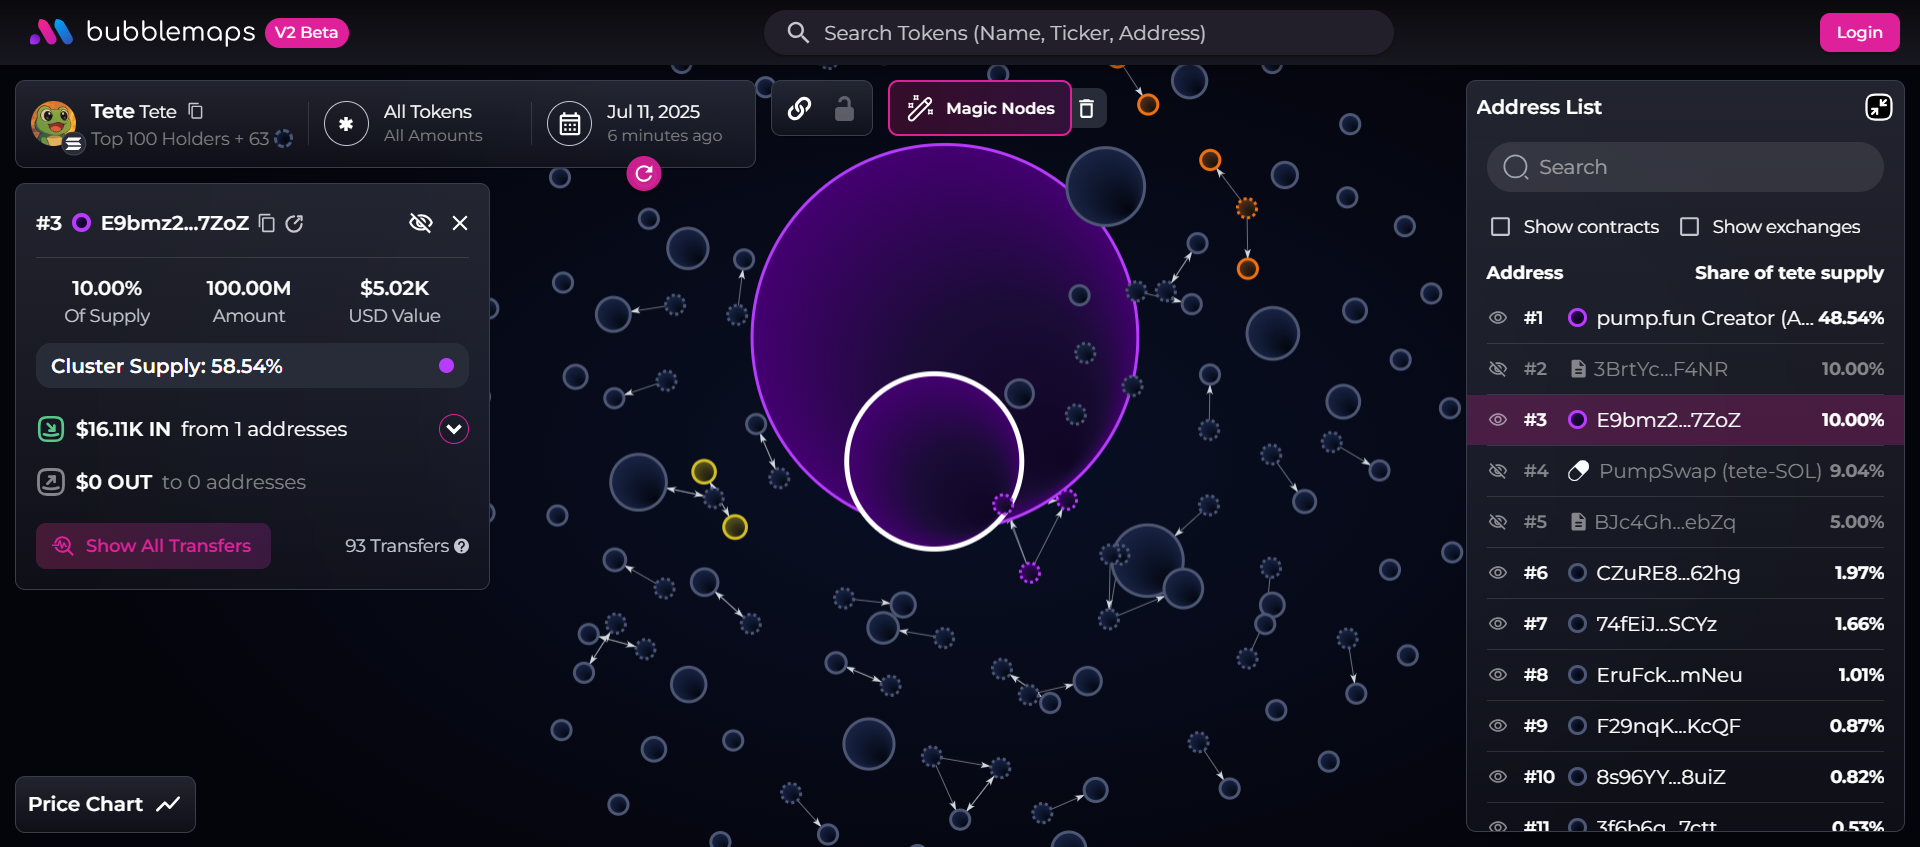 bubblemaps V2 Beta
Search Tokens (Name, Ticker, Address)
Login
Tete Tete
Top 100 Holders + 63
All Tokens
All Amounts
Jul 11, 2025
6 minutes ago
Magic Nodes
#3 E9bmz2...7ZoZ
10.00% 100.00M $5.02K
Of Supply Amount USD Value
Cluster Supply: 58.54%
$16.11K IN from 1 addresses
$0 OUT to 0 addresses
Show All Transfers 93 Transfers
Price Chart
Address List
Search
Show contracts Show exchanges
Address Share of tete supply
#1 pump.fun Creator (A... 48.54%
#2 3BrtYc...F4NR 10.00%
#3 E9bmz2...7ZoZ 10.00%
#4 PumpSwap (tete-SOL) 9.04%
#5 BJc4Gh...ebZq 5.00%
#6 CZuRE8...62hg 1.97%
#7 74fEiJ...SCYz 1.66%
#8 EruFck...mNeu 1.01%
#9 F29nqK...KcQF 0.87%
#10 8s96YY...8uiZ 0.82%
#11 0.53%